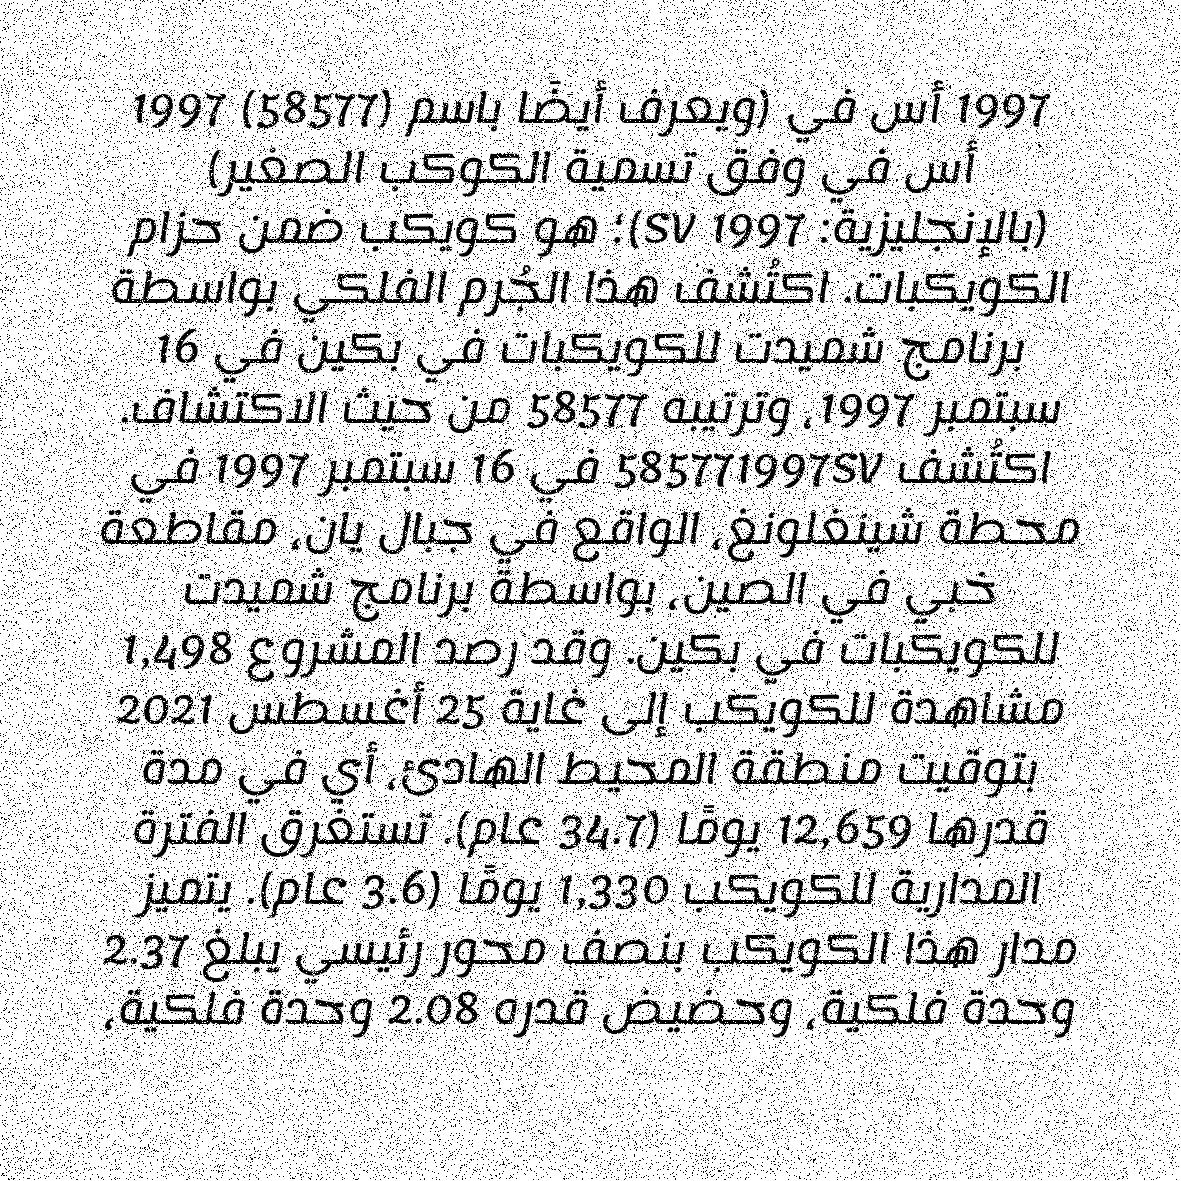 1997 أس في (ويعرف أيضًا باسم (58577) 1997
أس في وفق تسمية الكوكب الصغير)
(بالإنجليزية: 1997 SV)؛ هو كويكب ضمن حزام
الكويكبات. اكتُشف هذا الجُرم الفلكي بواسطة
برنامج شميدت للكويكبات في بكين في 16
سبتمبر 1997، وترتيبه 58577 من حيث الاكتشاف.
اكتُشف 585771997SV في 16 سبتمبر 1997 في
محطة شينغلونغ، الواقع في جبال يان، مقاطعة
خبي في الصين، بواسطة برنامج شميدت
للكويكبات في بكين. وقد رصد المشروع 1,498
مشاهدة للكويكب إلى غاية 25 أغسطس 2021
بتوقيت منطقة المحيط الهادئ، أي في مدة
قدرها 12,659 يومًا (34.7 عام). تستغرق الفترة
المدارية للكويكب 1,330 يومًا (3.6 عام). يتميز
مدار هذا الكويكب بنصف محور رئيسي يبلغ 2.37
وحدة فلكية، وحضيض قدره 2.08 وحدة فلكية،